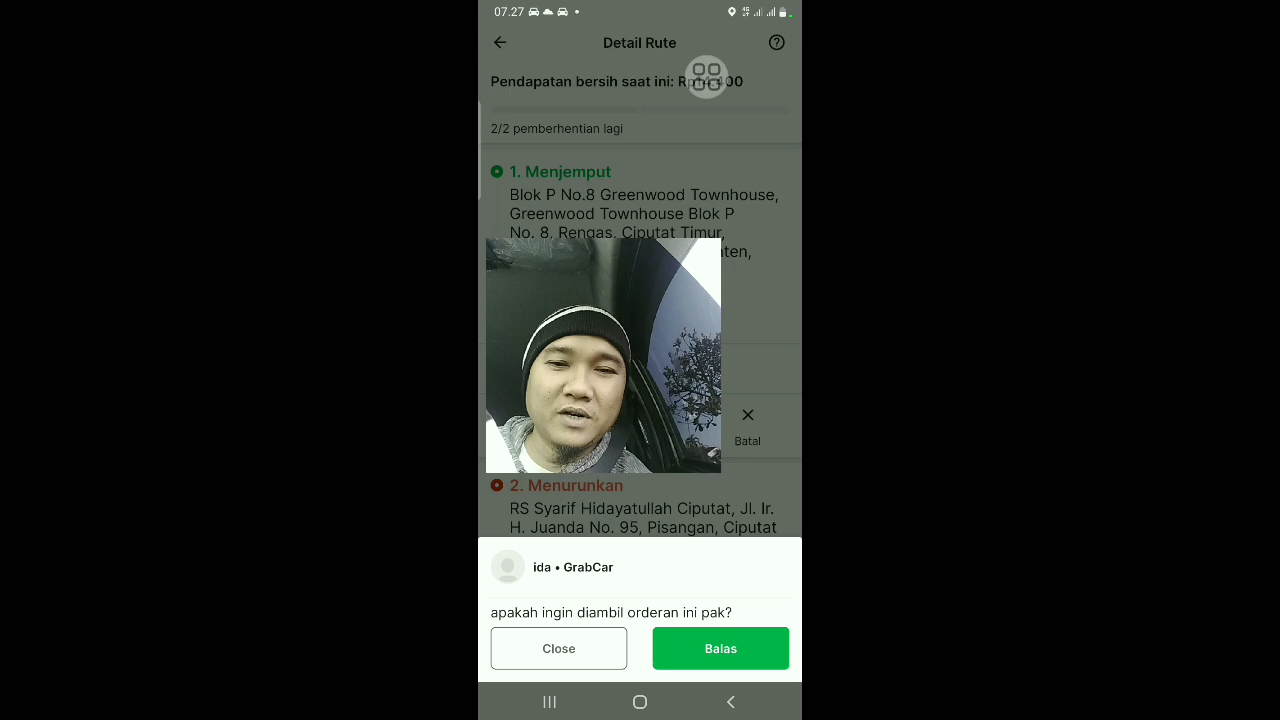 07.27
Detail Rute
Pendapatan bersih saat ini: Rp14.400
2/2 pemberhentian lagi
1. Menjemput
Blok P No.8 Greenwood Townhouse,
Greenwood Townhouse Blok P
No. 8, Rengas, Ciputat Timur,
Batal
2. Menurunkan
RS Syarif Hidayatullah Ciputat, Jl. Ir.
H. Juanda No. 95, Pisangan, Ciputat
ida • GrabCar
apakah ingin diambil orderan ini pak?
Close
Balas